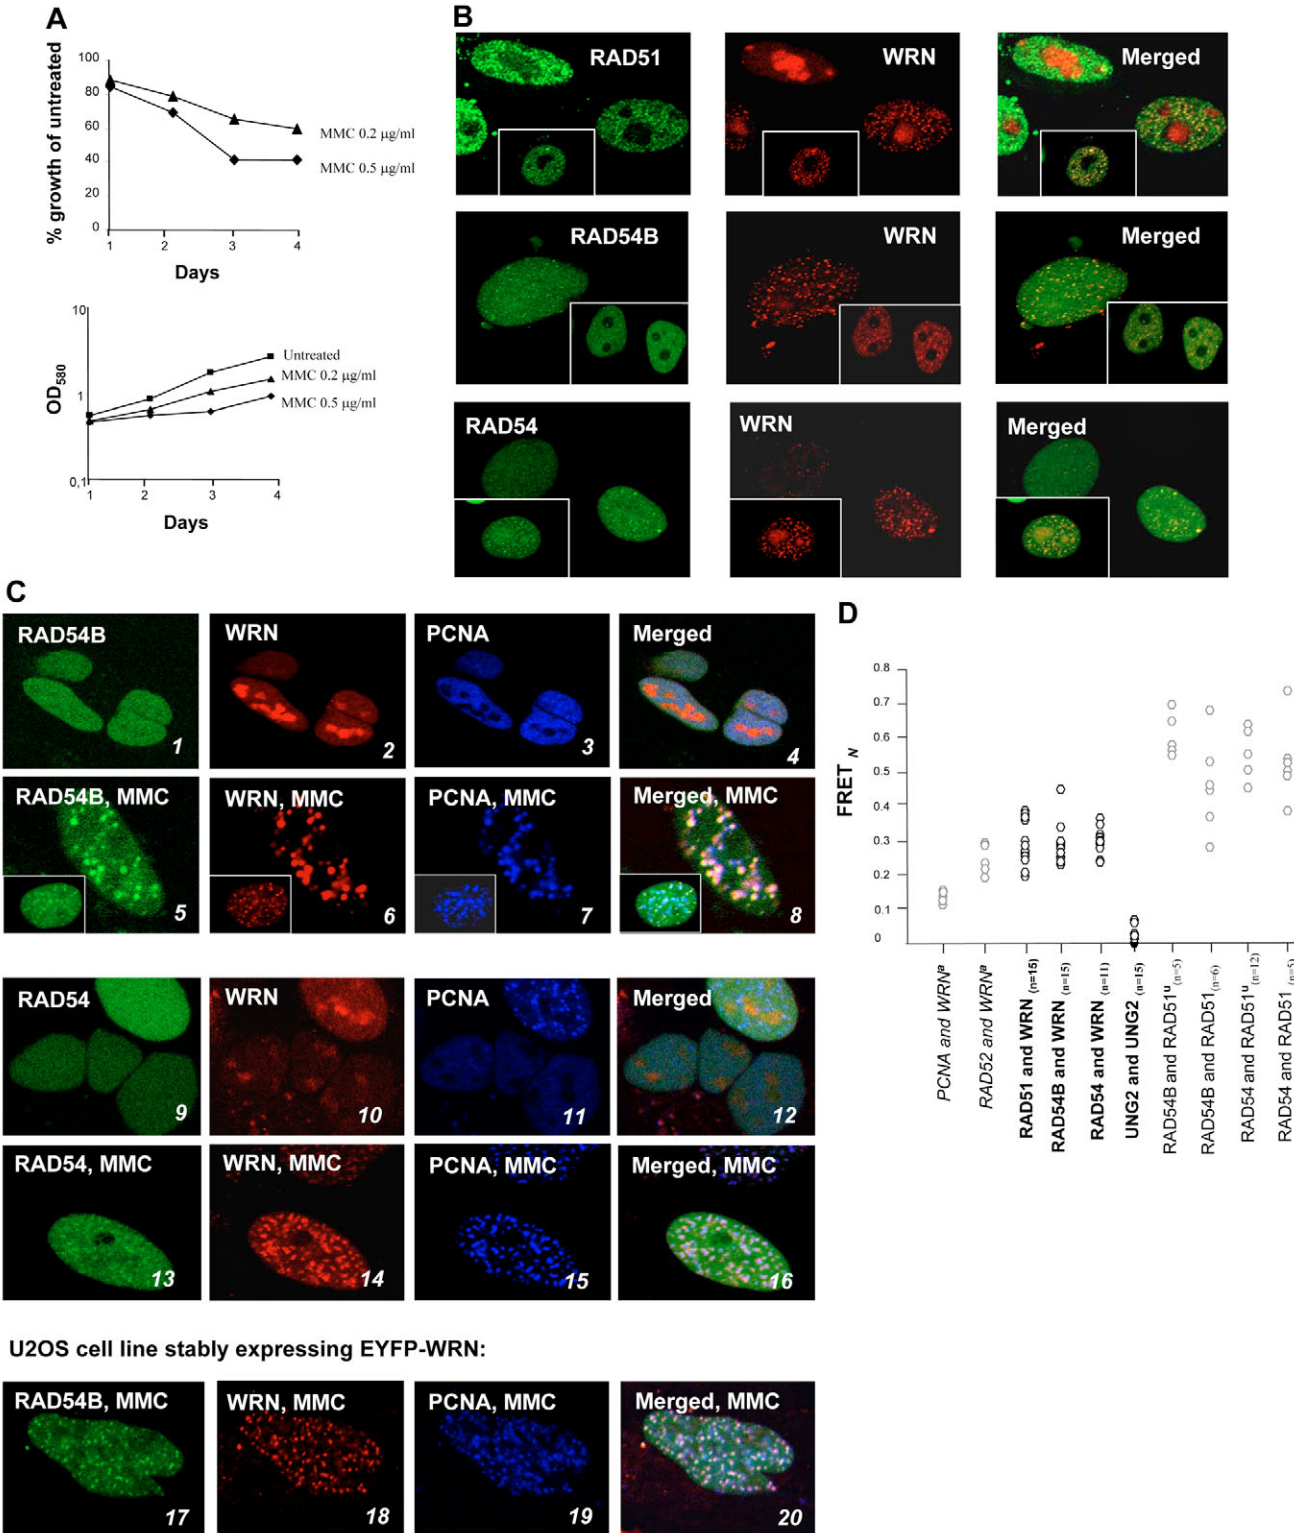 A
% growth of untreated
100
80
60
40
20
0
MMC 0.2 µg/ml
MMC 0.5 µg/ml
1 2 3 4
Days
10
1
0,1
OD580
Untreated
MMC 0.2 µg/ml
MMC 0.5 µg/ml
1 2 3 4
Days
B
RAD51 WRN Merged
RAD54B WRN Merged
RAD54 WRN Merged
C
RAD54B WRN PCNA Merged
1 2 3 4
RAD54B, MMC WRN, MMC PCNA, MMC Merged, MMC
5 6 7 8
RAD54 WRN PCNA Merged
9 10 11 12
RAD54, MMC WRN, MMC PCNA, MMC Merged, MMC
13 14 15 16
U2OS cell line stably expressing EYFP-WRN:
RAD54B, MMC WRN, MMC PCNA, MMC Merged, MMC
17 18 19 20
D
FRET N
0.8
0.7
0.6
0.5
0.4
0.3
0.2
0.1
0
PCNA and WRNa
RAD52 and WRNa
RAD51 and WRN (n=15)
RAD54B and WRN (n=15)
RAD54 and WRN (n=11)
UNG2 and UNG2 (n=15)
RAD54B and RAD51u (n=5)
RAD54B and RAD51 (n=6)
RAD54 and RAD51u (n=12)
RAD54 and RAD51 (n=5)